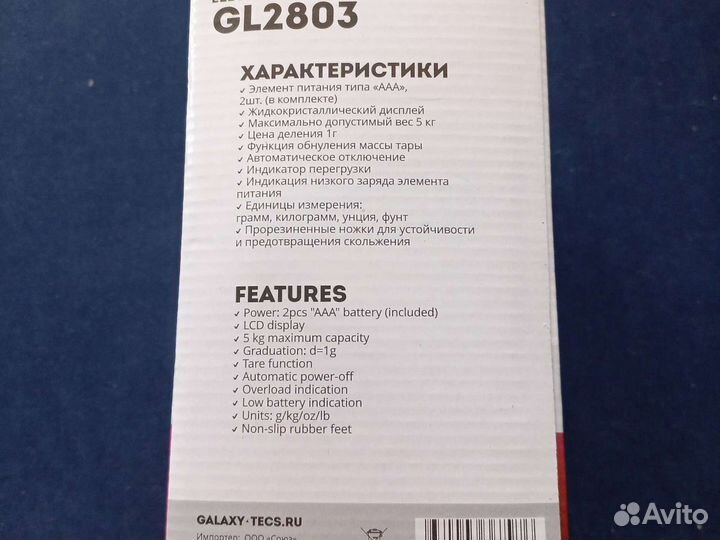 GL2803
ХАРАКТЕРИСТИКИ
✓ Элемент питания типа «ААА»,
2шт. (в комплекте)
✓ Жидкокристаллический дисплей
✓ Максимально допустимый вес 5 кг
✓ Цена деления 1г
✓ Функция обнуления массы тары
✓ Автоматическое отключение
✓ Индикатор перегрузки
✓ Индикация низкого заряда элемента
питания
✓ Единицы измерения:
грамм, килограмм, унция, фунт
✓ Прорезиненные ножки для устойчивости
и предотвращения скольжения
FEATURES
✓ Power: 2pcs "AAA" battery (included)
✓ LCD display
✓ 5 kg maximum capacity
✓ Graduation: d=1g
✓ Tare function
✓ Automatic power-off
✓ Overload indication
✓ Low battery indication
✓ Units: g/kg/oz/lb
✓ Non-slip rubber feet
GALAXY-TECS.RU
Импортер: ООО «Союз»
Avito